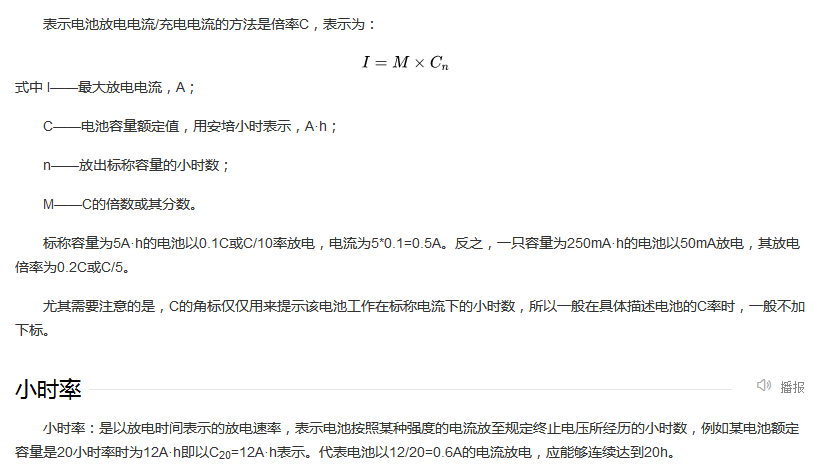 表示电池放电电流/充电电流的方法是倍率C，表示为：
I = M × Cₙ
式中 I——最大放电电流，A；
C——电池容量额定值，用安培小时表示，A·h；
n——放出标称容量的小时数；
M——C的倍数或其分数。
标称容量为5A·h的电池以0.1C或C/10率放电，电流为5*0.1=0.5A。反之，一只容量为250mA·h的电池以50mA放电，其放电
倍率为0.2C或C/5。
尤其需要注意的是，C的角标仅仅用来提示该电池工作在标称电流下的小时数，所以一般在具体描述电池的C率时，一般不加
下标。
小时率
播报
小时率：是以放电时间表示的放电速率，表示电池按照某种强度的电流放至规定终止电压所经历的小时数，例如某电池额定
容量是20小时率时为12A·h即以C₂₀=12A·h表示。代表电池以12/20=0.6A的电流放电，应能够连续达到20h。